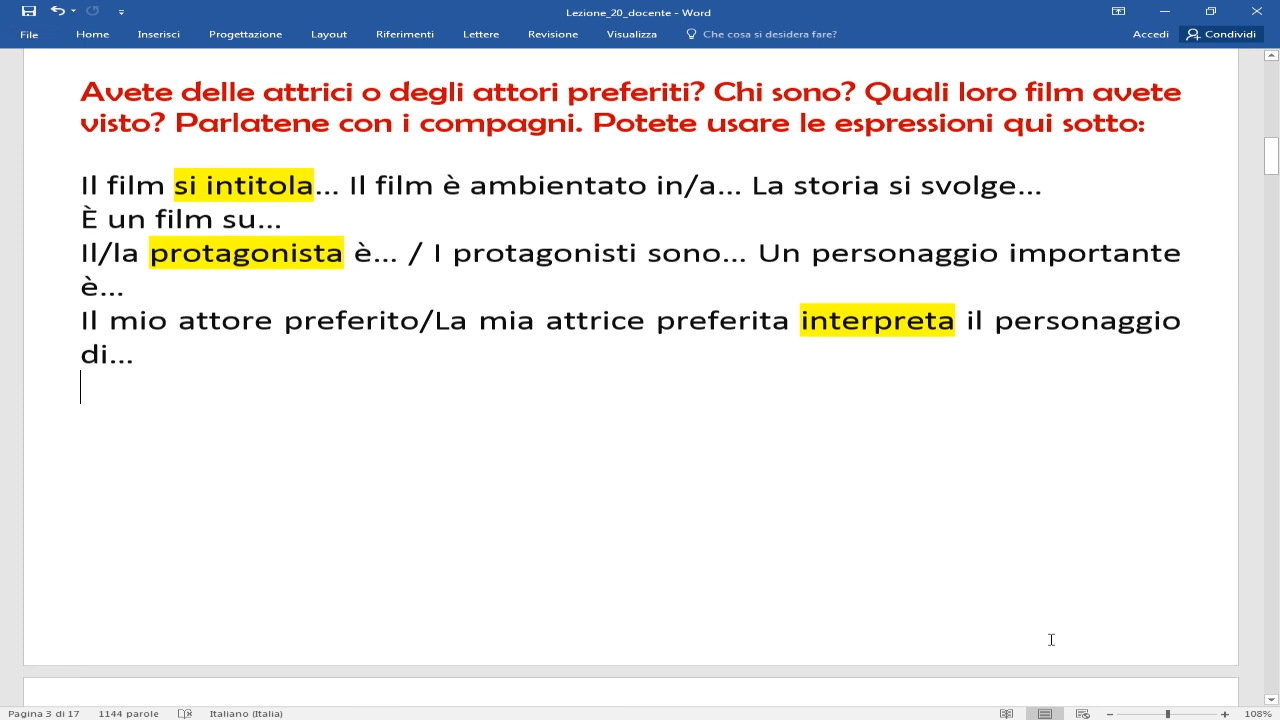 Lezione_20_docente - Word
File Home Inserisci Progettazione Layout Riferimenti Lettere Revisione Visualizza Che cosa si desidera fare? Accedi Condividi
Avete delle attrici o degli attori preferiti? Chi sono? Quali loro film avete
visto? Parlatene con i compagni. Potete usare le espressioni qui sotto:
Il film si intitola... Il film è ambientato in/a... La storia si svolge...
È un film su...
Il/la protagonista è... / I protagonisti sono... Un personaggio importante
è...
Il mio attore preferito/La mia attrice preferita interpreta il personaggio
di...
Pagina 3 di 17 1144 parole Italiano (Italia) 108%